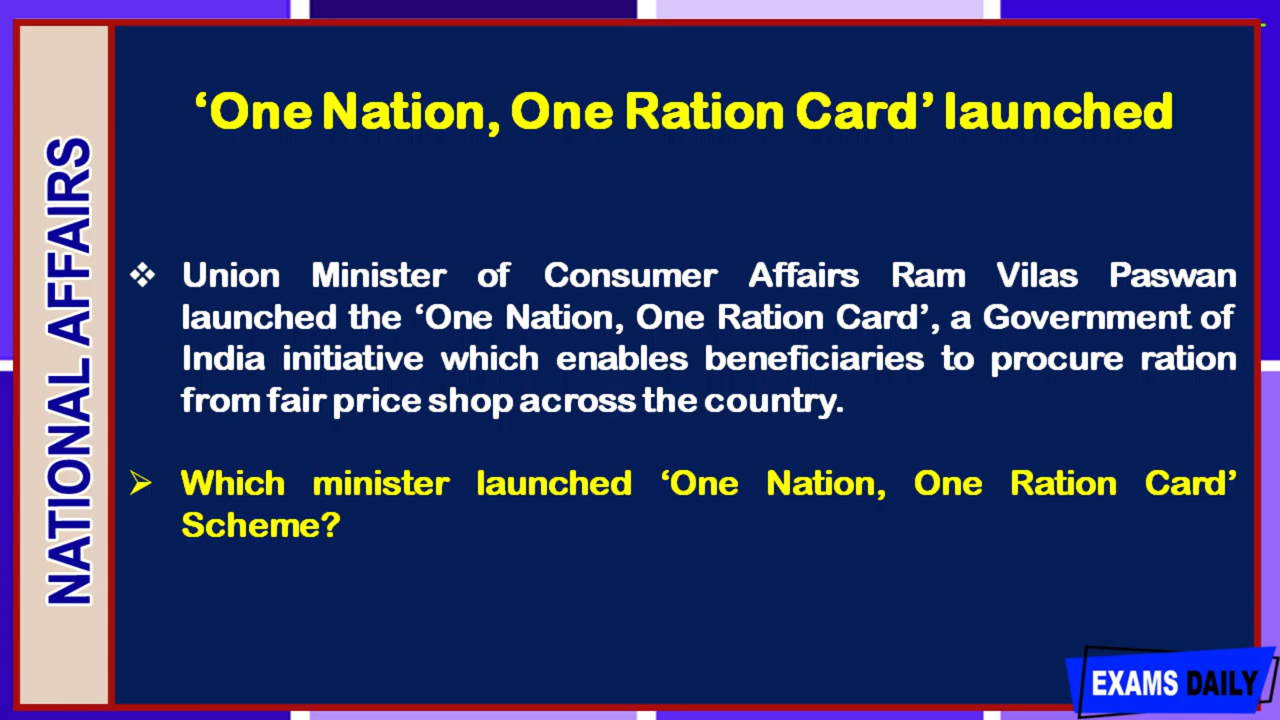 ‘One Nation, One Ration Card’ launched
NATIONAL AFFAIRS
❖ Union Minister of Consumer Affairs Ram Vilas Paswan
launched the ‘One Nation, One Ration Card’, a Government of
India initiative which enables beneficiaries to procure ration
from fair price shop across the country.
➢ Which minister launched ‘One Nation, One Ration Card’
Scheme?
EXAMS DAILY